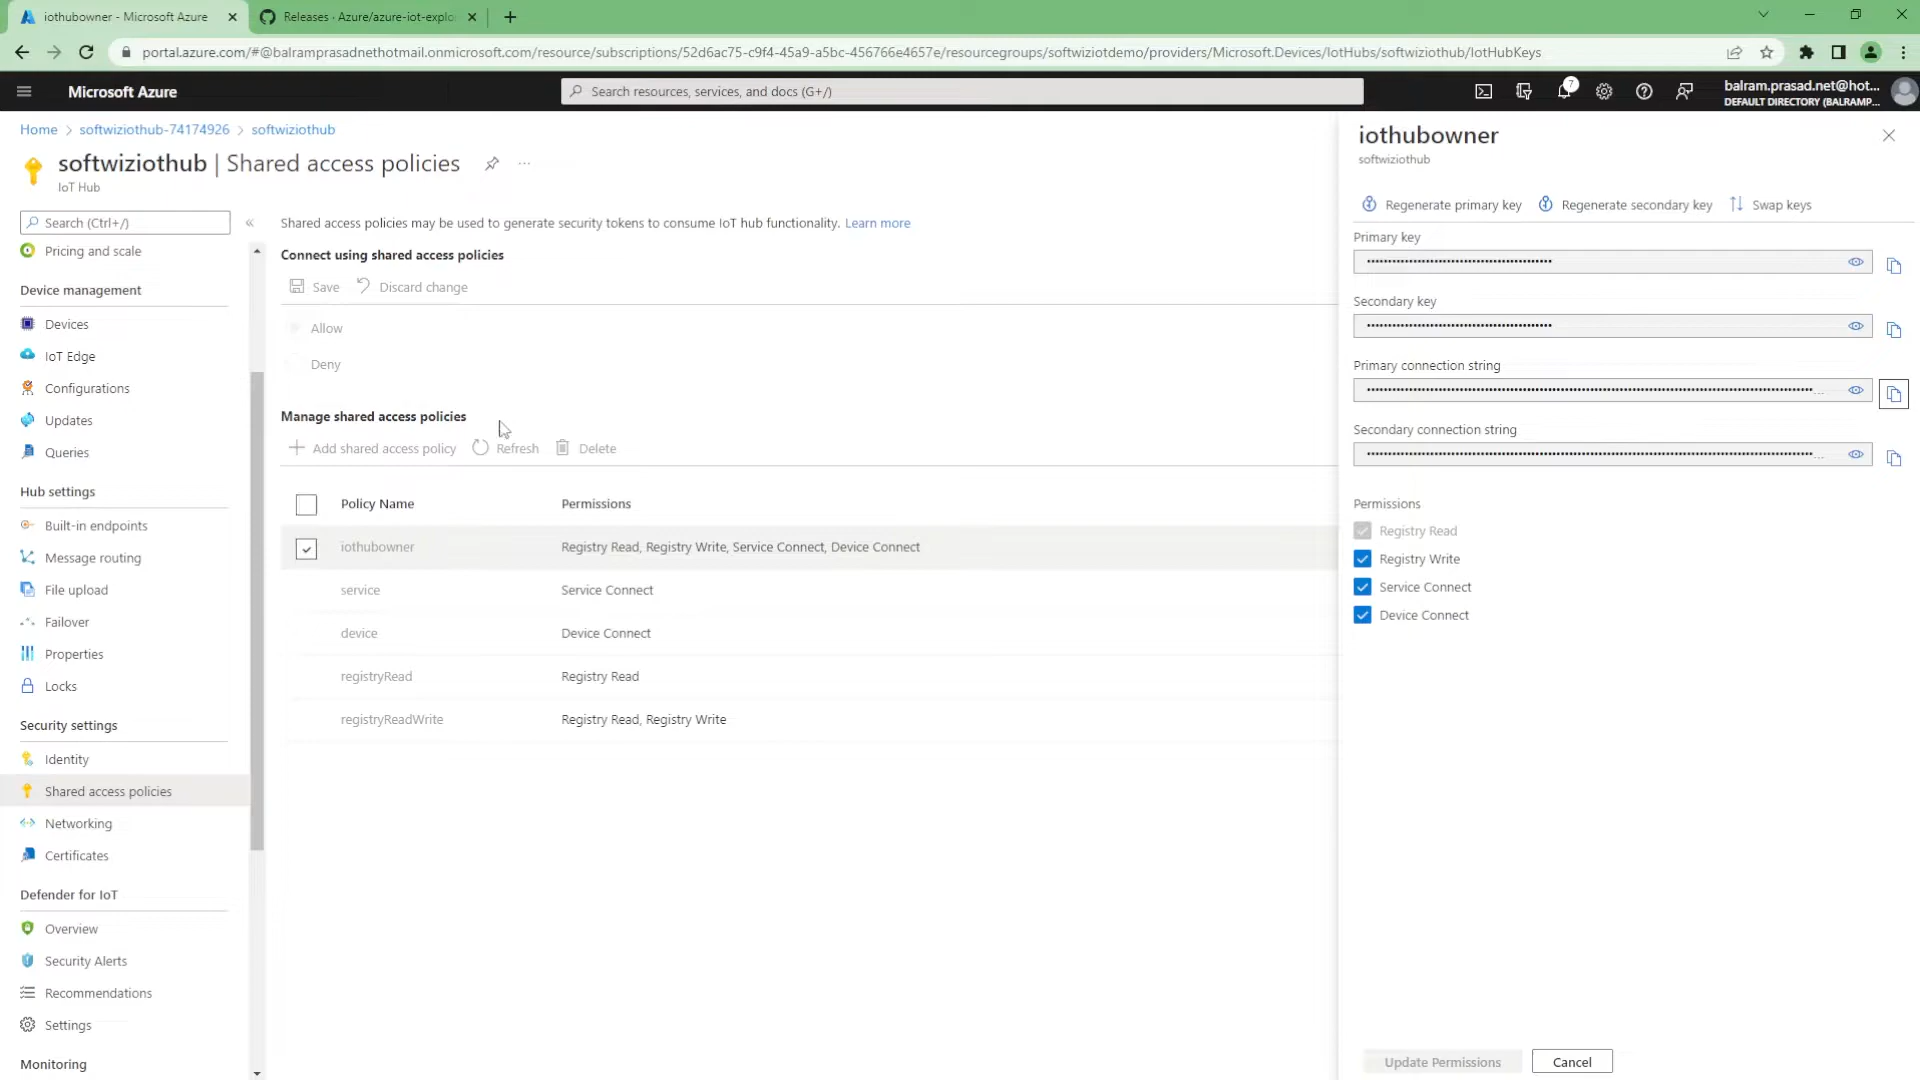 iothubowner - Microsoft Azure
Releases · Azure/azure-iot-explo
portal.azure.com/#@balramprasadnethotmail.onmicrosoft.com/resource/subscriptions/52d6ac75-c9f4-45a9-a5bc-456766e4657e/resourcegroups/softwiziotdemo/providers/Microsoft.Devices/IotHubs/softwiziothub/IotHubKeys
Microsoft Azure
Search resources, services, and docs (G+/)
7
balram.prasad.net@hot...
DEFAULT DIRECTORY (BALRAMP...
Home > softwiziothub-74174926 > softwiziothub
softwiziothub | Shared access policies
IoT Hub
Search (Ctrl+/)
Pricing and scale
Device management
Devices
IoT Edge
Configurations
Updates
Queries
Hub settings
Built-in endpoints
Message routing
File upload
Failover
Properties
Locks
Security settings
Identity
Shared access policies
Networking
Certificates
Defender for IoT
Overview
Security Alerts
Recommendations
Settings
Monitoring
Shared access policies may be used to generate security tokens to consume IoT hub functionality. Learn more
Connect using shared access policies
Save Discard change
Allow
Deny
Manage shared access policies
Add shared access policy Refresh Delete
Policy Name Permissions
iothubowner Registry Read, Registry Write, Service Connect, Device Connect
service Service Connect
device Device Connect
registryRead Registry Read
registryReadWrite Registry Read, Registry Write
iothubowner
softwiziothub
Regenerate primary key Regenerate secondary key Swap keys
Primary key
Secondary key
Primary connection string
Secondary connection string
Permissions
Registry Read
Registry Write
Service Connect
Device Connect
Update Permissions Cancel